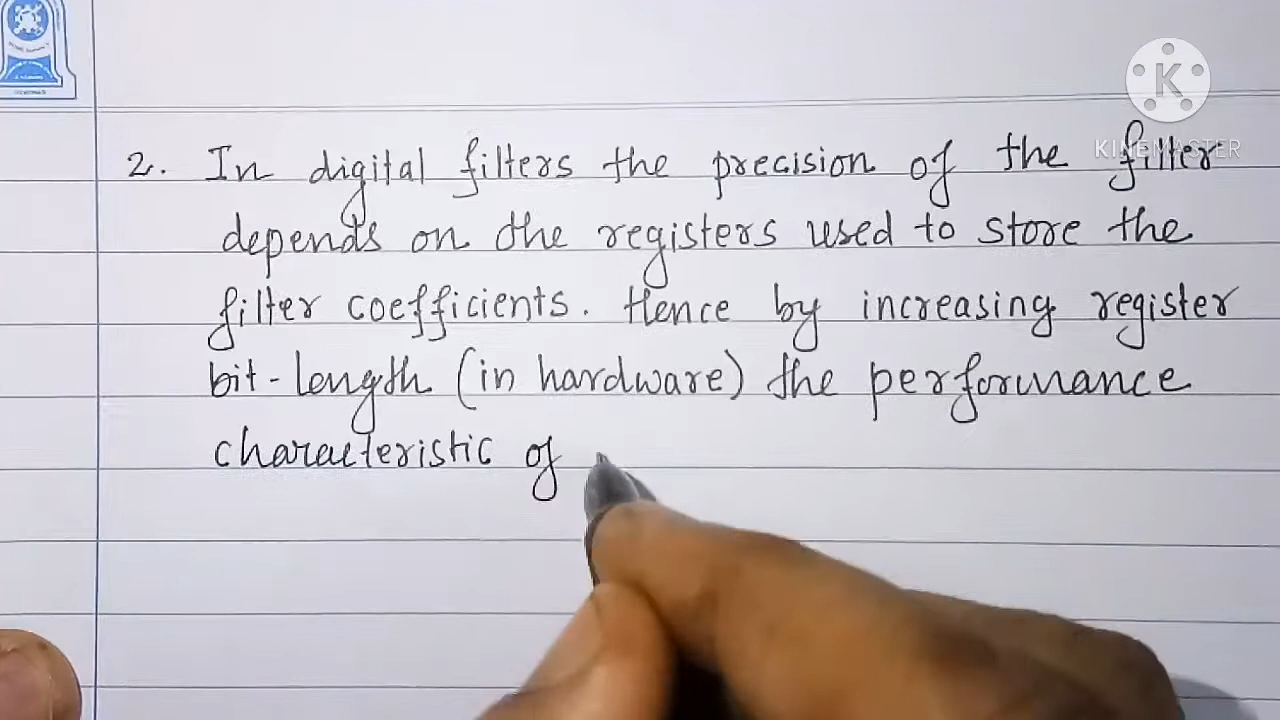 K
KINEMASTER
2. In digital filters the precision of the filter
depends on the registers used to store the
filter coefficients. Hence by increasing register
bit-length (in hardware) the performance
characteristic of